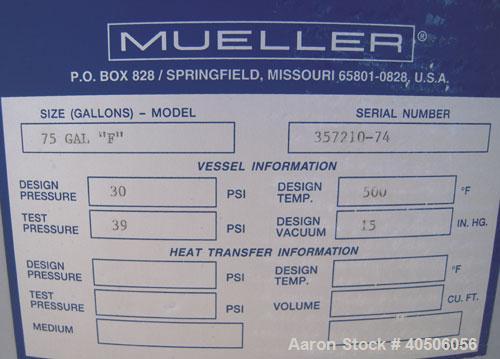 MUELLER®
P.O. BOX 828 / SPRINGFIELD, MISSOURI 65801-0828, U.S.A.
SIZE (GALLONS) – MODEL SERIAL NUMBER
75 GAL "F" 357210-74
VESSEL INFORMATION
DESIGN PRESSURE 30 PSI DESIGN TEMP. 500 °F
TEST PRESSURE 39 PSI DESIGN VACUUM 15 IN. HG.
HEAT TRANSFER INFORMATION
DESIGN PRESSURE PSI DESIGN TEMP. °F
TEST PRESSURE PSI VOLUME CU. FT.
MEDIUM
Aaron Stock # 40506056